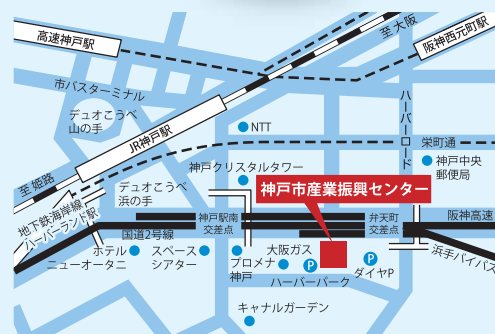 高速神戸駅
至大阪
阪神西元町駅
市バスターミナル
デュオこうべ
山の手
JR神戸駅
NTT
ハーバーロード
栄町通
神戸中央
郵便局
神戸クリスタルタワー
至姫路
デュオこうべ
浜の手
神戸市産業振興センター
地下鉄海岸線
ハーバーランド駅
神戸駅南
交差点
弁天町
交差点
阪神高速
国道2号線
浜手バイパス
ホテル
ニューオータニ
スペース
シアター
プロメナ
神戸
大阪ガス
P
ハーバーパーク
P
ダイヤP
キャナルガーデン